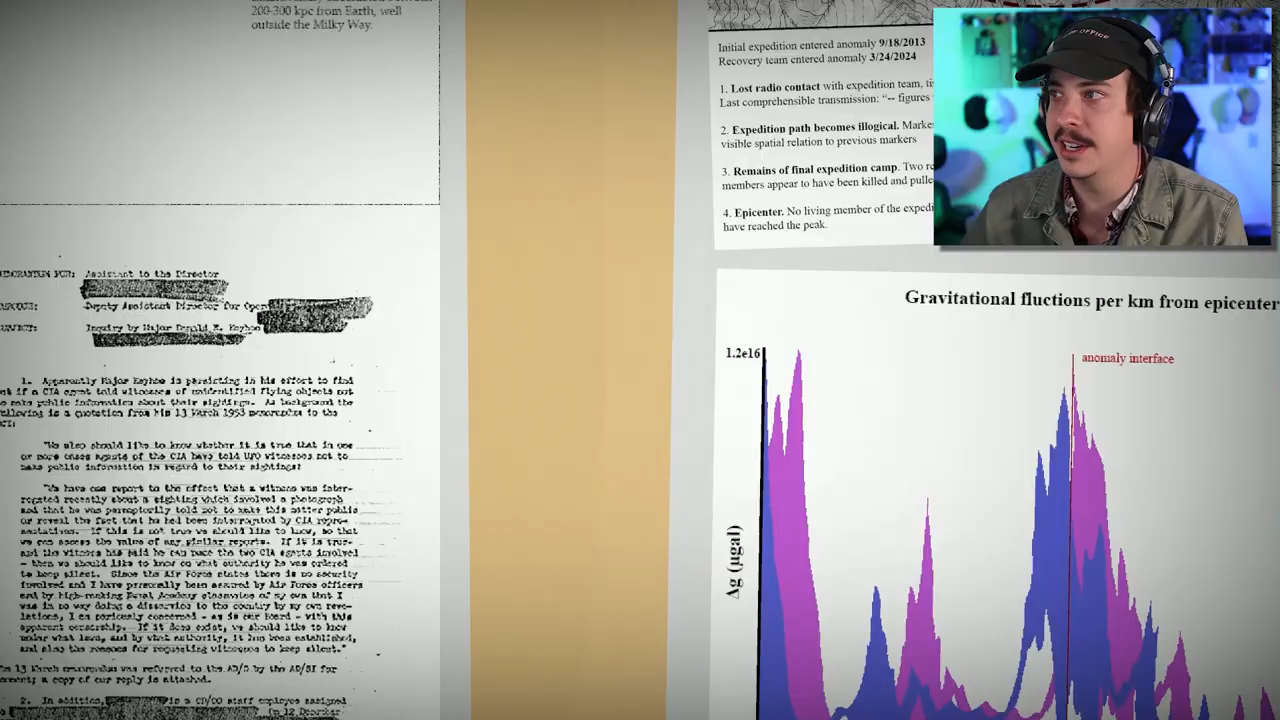 200-300 kpc from Earth, well
outside the Milky Way.
Assistant to the Director
Deputy Assistant Director for
Inquiry by Major Donald E. Keyhoe
1. Apparently Major Keyhoe is persisting in his effort to find
if a CIA agent told witnesses of unidentified flying objects not
make public information about their sightings. As background the
is a quotation from his 13 March 1953 memorandum to the
"We also should like to know whether it is true that in one
or more cases agents of the CIA have told UFO witnesses not to
make public information in regard to their sightings?
"We have one report to the effect that a witness was inter-
rogated recently about a sighting which involved a photograph
and that he was peremptorily told not to make this matter public
or reveal the fact that he had been interrogated by CIA repre-
sentatives. If this is not true we should like to know, so that
we can assess the value of any similar reports. If it is true-
and the witness has said he can name the two CIA agents involved
- then we should like to know on what authority he was ordered
to keep silent. Since the Air Force states there is no security
involved and I have personally been assured by Air Force officers
and by high-ranking Naval Academy classmates of my own that I
was in no way doing a disservice to the country by my own reve-
lations, I am seriously concerned - as is our Board - with this
apparent censorship. If it does exist, we should like to know
under what laws, and by what authority, it has been established,
and also the reasons for requesting witnesses to keep silent."
13 March memorandum was referred to the AD/O by the AD/SI for
a copy of our reply is attached.
2. In addition, is a CD/OO staff employee assigned
12 December
Initial expedition entered anomaly 9/18/2013
Recovery team entered anomaly 3/24/2024
1. Lost radio contact with expedition team,
Last comprehensible transmission: "-- figures
2. Expedition path becomes illogical.
visible spatial relation to previous markers
3. Remains of final expedition camp. Two
members appear to have been killed and
4. Epicenter. No living member of the
have reached the peak.
Gravitational fluctions per km from epicenter
1.2e16
anomaly interface
Δg (μgal)